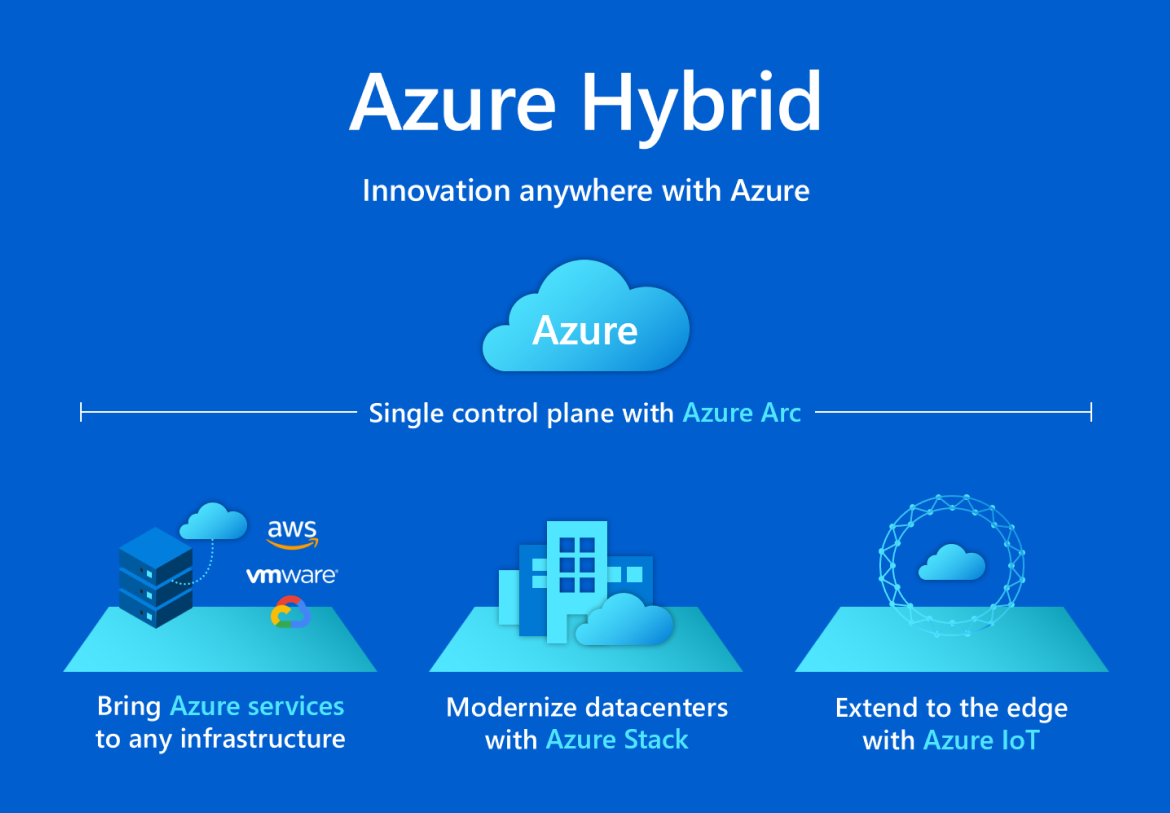 Azure Hybrid
Innovation anywhere with Azure
Azure
Single control plane with Azure Arc
aws
vmware®
Bring Azure services
to any infrastructure
Modernize datacenters
with Azure Stack
Extend to the edge
with Azure IoT